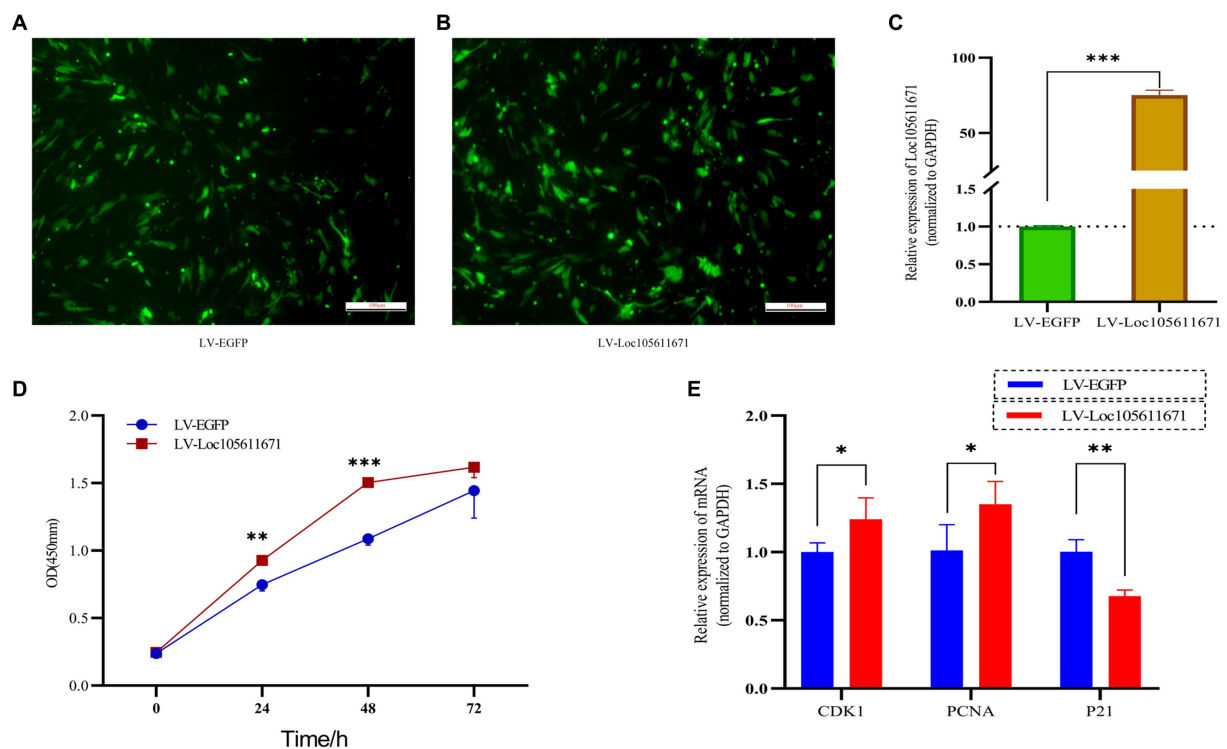 A
B
C
100μm
100μm
LV-EGFP
LV-Loc105611671
Relative expression of Loc105611671
(normalized to GAPDH)
100
50
1.5
1.0
0.5
0.0
***
LV-EGFP
LV-Loc105611671
D
OD(450mm)
2.0
1.5
1.0
0.5
0.0
LV-EGFP
LV-Loc105611671
**
***
0
24
48
72
Time/h
E
LV-EGFP
LV-Loc105611671
Relative expression of mRNA
(normalized to GAPDH)
2.0
1.5
1.0
0.5
0.0
*
*
**
CDK1
PCNA
P21